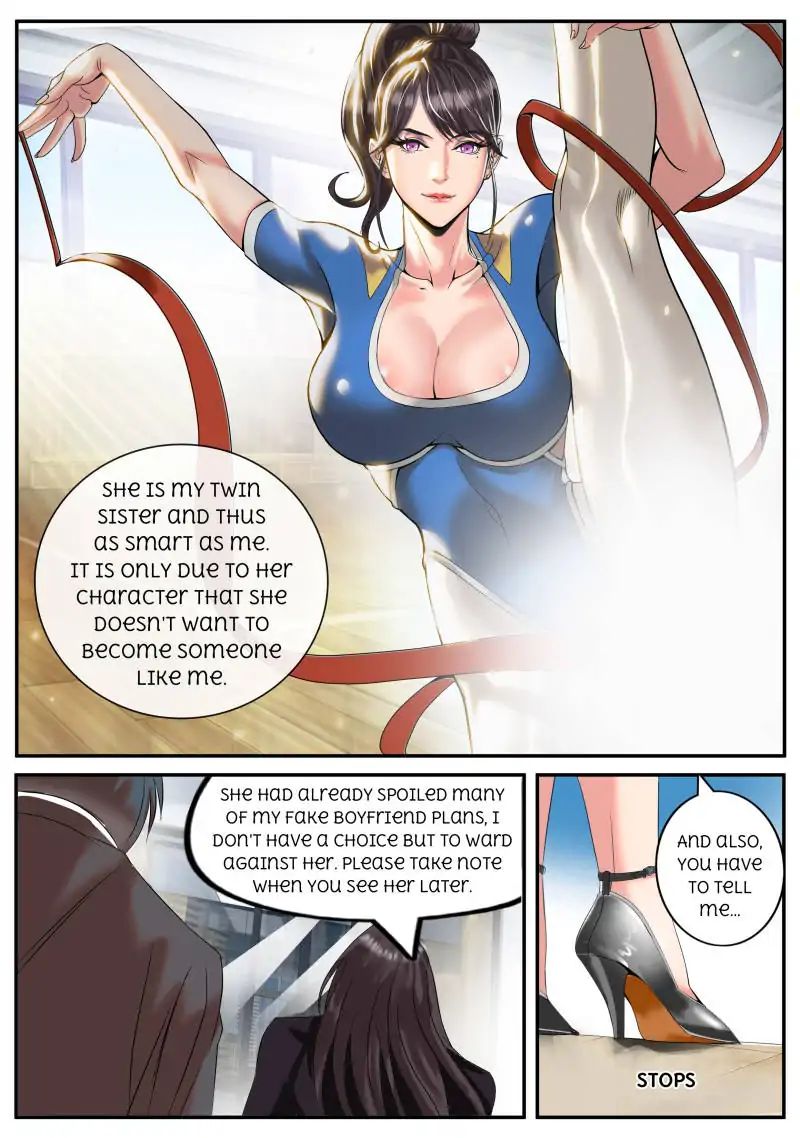 She is my twin
sister and thus
as smart as me.
It is only due to her
character that she
doesn't want to
become someone
like me.
She had already spoiled many
of my fake boyfriend plans, I
don't have a choice but to ward
against her. Please take note
when you see her later.
And also,
you have
to tell
me...
STOPS